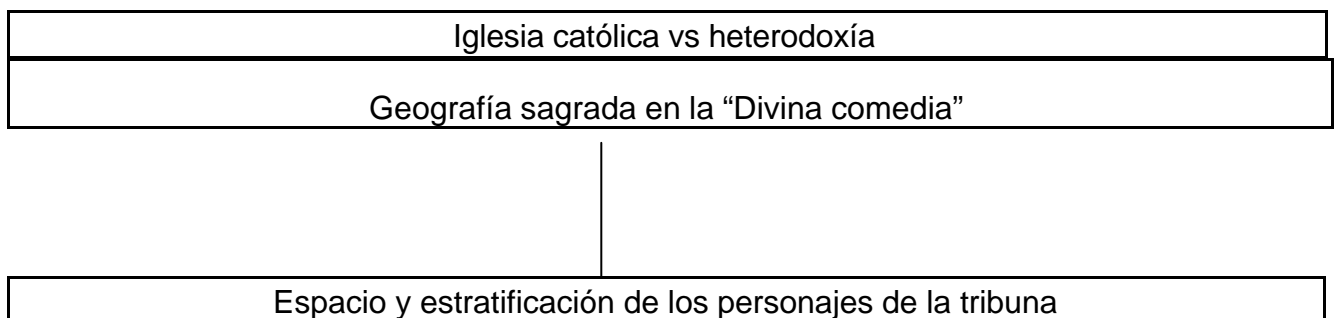 Iglesia católica vs heterodoxía
Geografía sagrada en la “Divina comedia”
Espacio y estratificación de los personajes de la tribuna